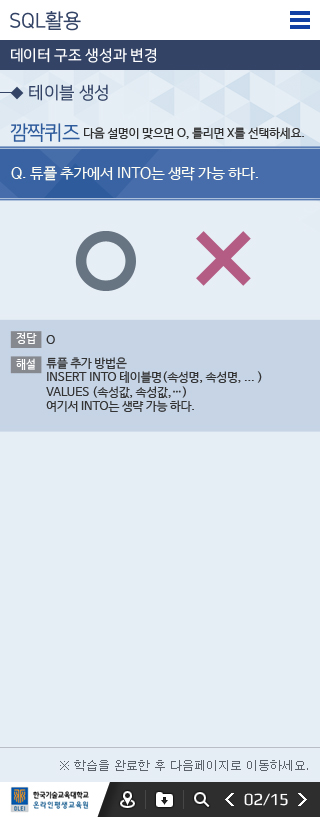 SQL활용
데이터 구조 생성과 변경
◆ 테이블 생성
깜짝퀴즈 다음 설명이 맞으면 O, 틀리면 X를 선택하세요.
Q. 튜플 추가에서 INTO는 생략 가능 하다.
정답 O
해설 튜플 추가 방법은
INSERT INTO 테이블명(속성명, 속성명, ... )
VALUES (속성값, 속성값,…)
여기서 INTO는 생략 가능 하다.
※ 학습을 완료한 후 다음페이지로 이동하세요.
한국기술교육대학교
온라인평생교육원
OLEI
02/15